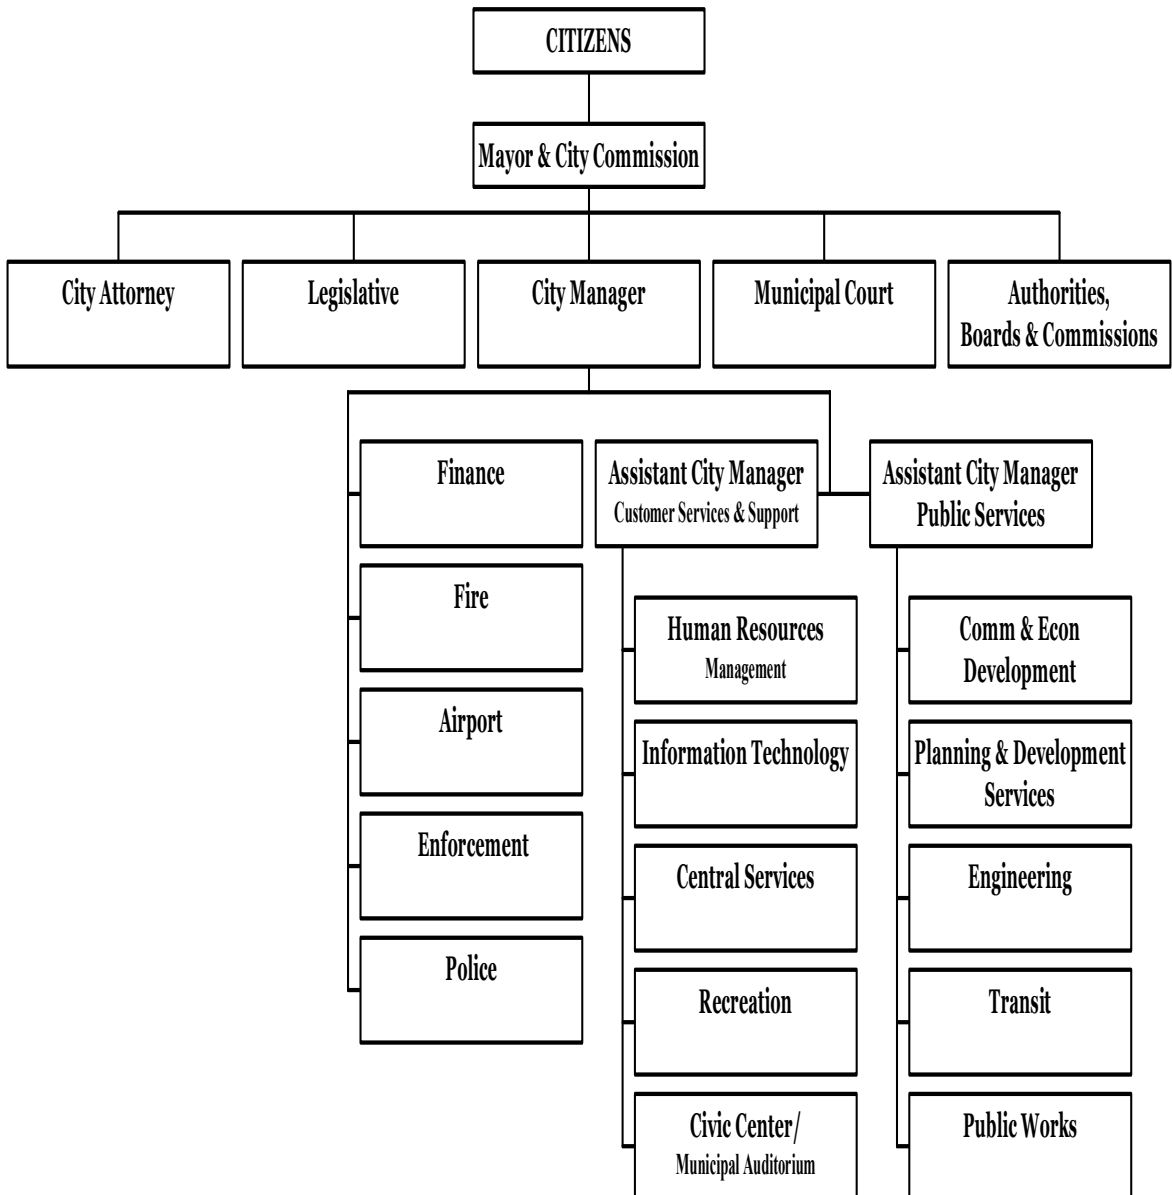 CITIZENS
Mayor & City Commission
City Attorney
Legislative
City Manager
Municipal Court
Authorities,
Boards & Commissions
Finance
Fire
Airport
Enforcement
Police
Assistant City Manager
Customer Services & Support
Human Resources
Management
Information Technology
Central Services
Recreation
Civic Center/
Municipal Auditorium
Assistant City Manager
Public Services
Comm & Econ
Development
Planning & Development
Services
Engineering
Transit
Public Works